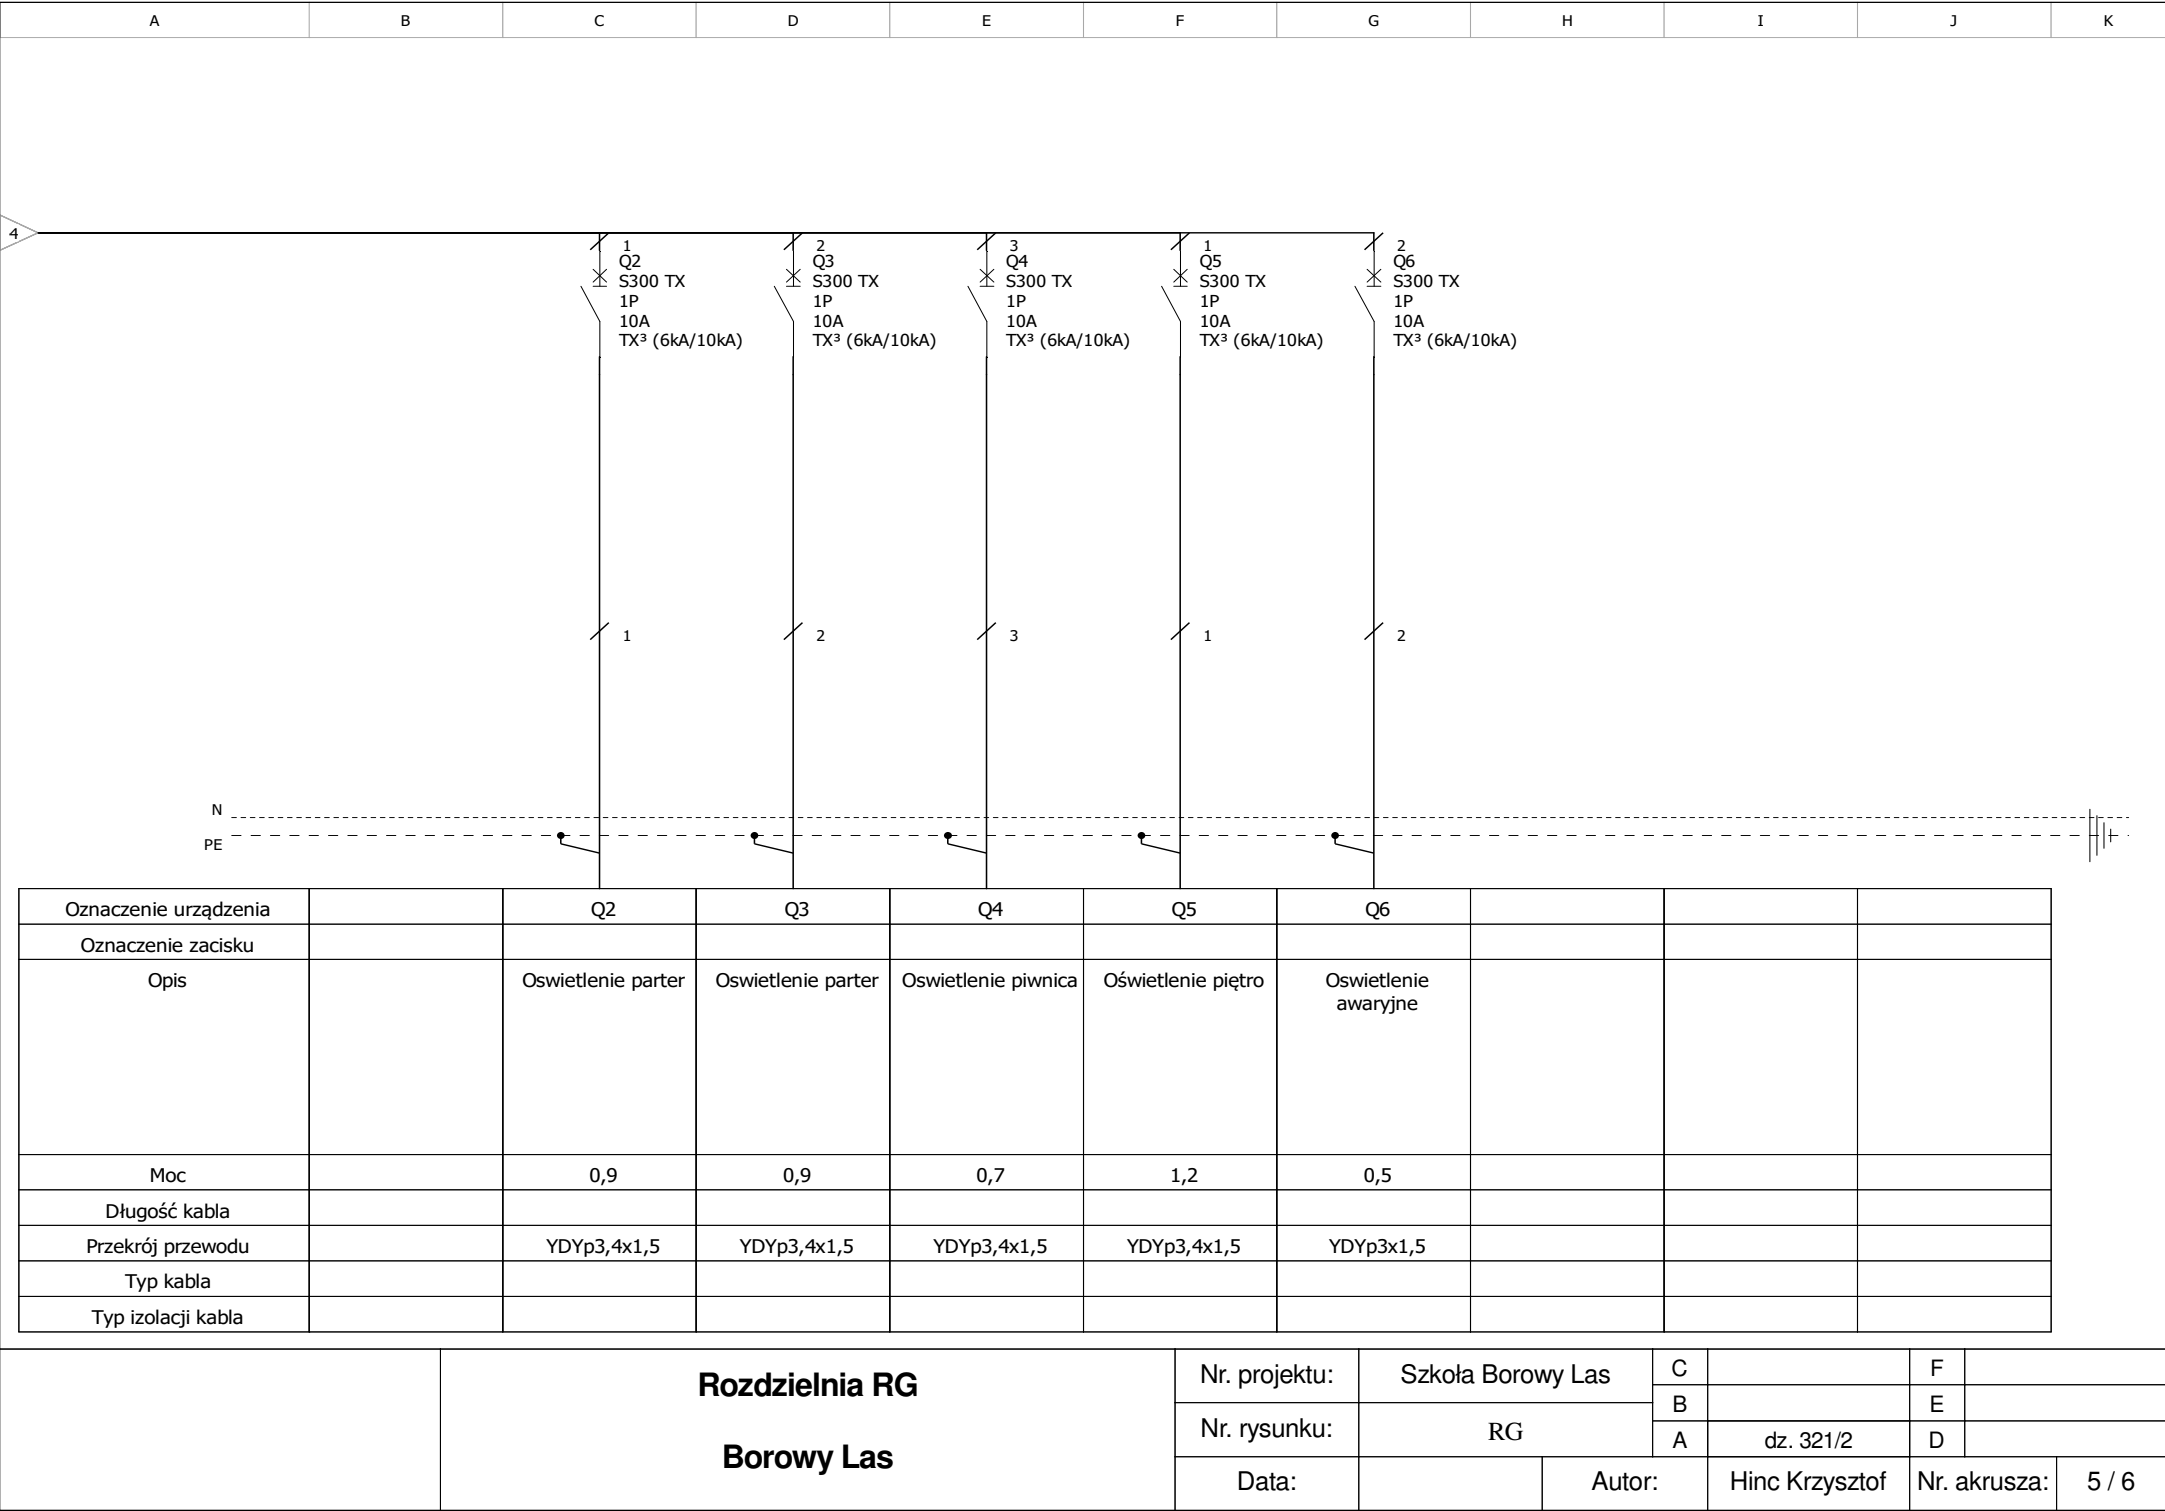 A B C D E F G H I J K
4
1 2 3 1 2
Q2 Q3 Q4 Q5 Q6
S300 TX S300 TX S300 TX S300 TX S300 TX
1P 1P 1P 1P 1P
10A 10A 10A 10A 10A
TX³ (6kA/10kA) TX³ (6kA/10kA) TX³ (6kA/10kA) TX³ (6kA/10kA) TX³ (6kA/10kA)
1 2 3 1 2
N
PE
Oznaczenie urządzenia Q2 Q3 Q4 Q5 Q6
Oznaczenie zacisku
Opis Oswietlenie parter Oswietlenie parter Oswietlenie piwnica Oświetlenie piętro Oswietlenie
awaryjne
Moc 0,9 0,9 0,7 1,2 0,5
Długość kabla
Przekrój przewodu YDYp3,4x1,5 YDYp3,4x1,5 YDYp3,4x1,5 YDYp3,4x1,5 YDYp3x1,5
Typ kabla
Typ izolacji kabla
Rozdzielnia RG
Borowy Las
Nr. projektu: Szkoła Borowy Las C F
B E
Nr. rysunku: RG A dz. 321/2 D
Data: Autor: Hinc Krzysztof Nr. akrusza: 5 / 6